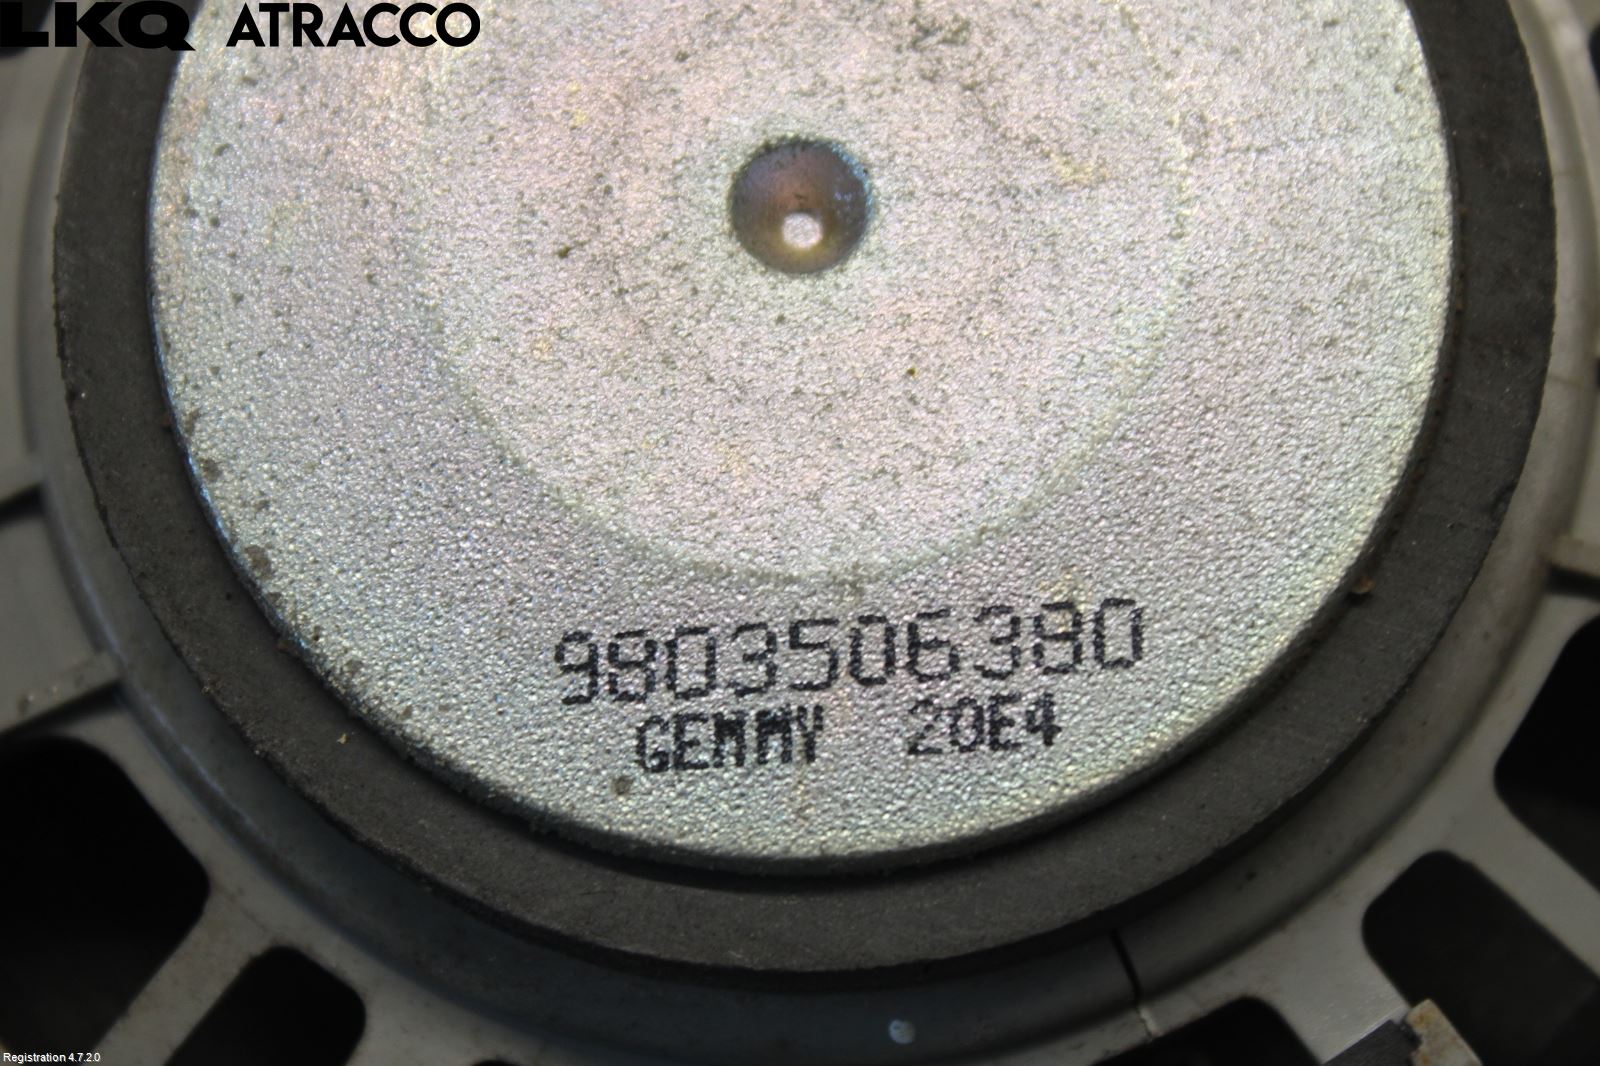 LKQ ATRACCO
9803506380
GEMMY 20E4
Registration 4.7.2.0